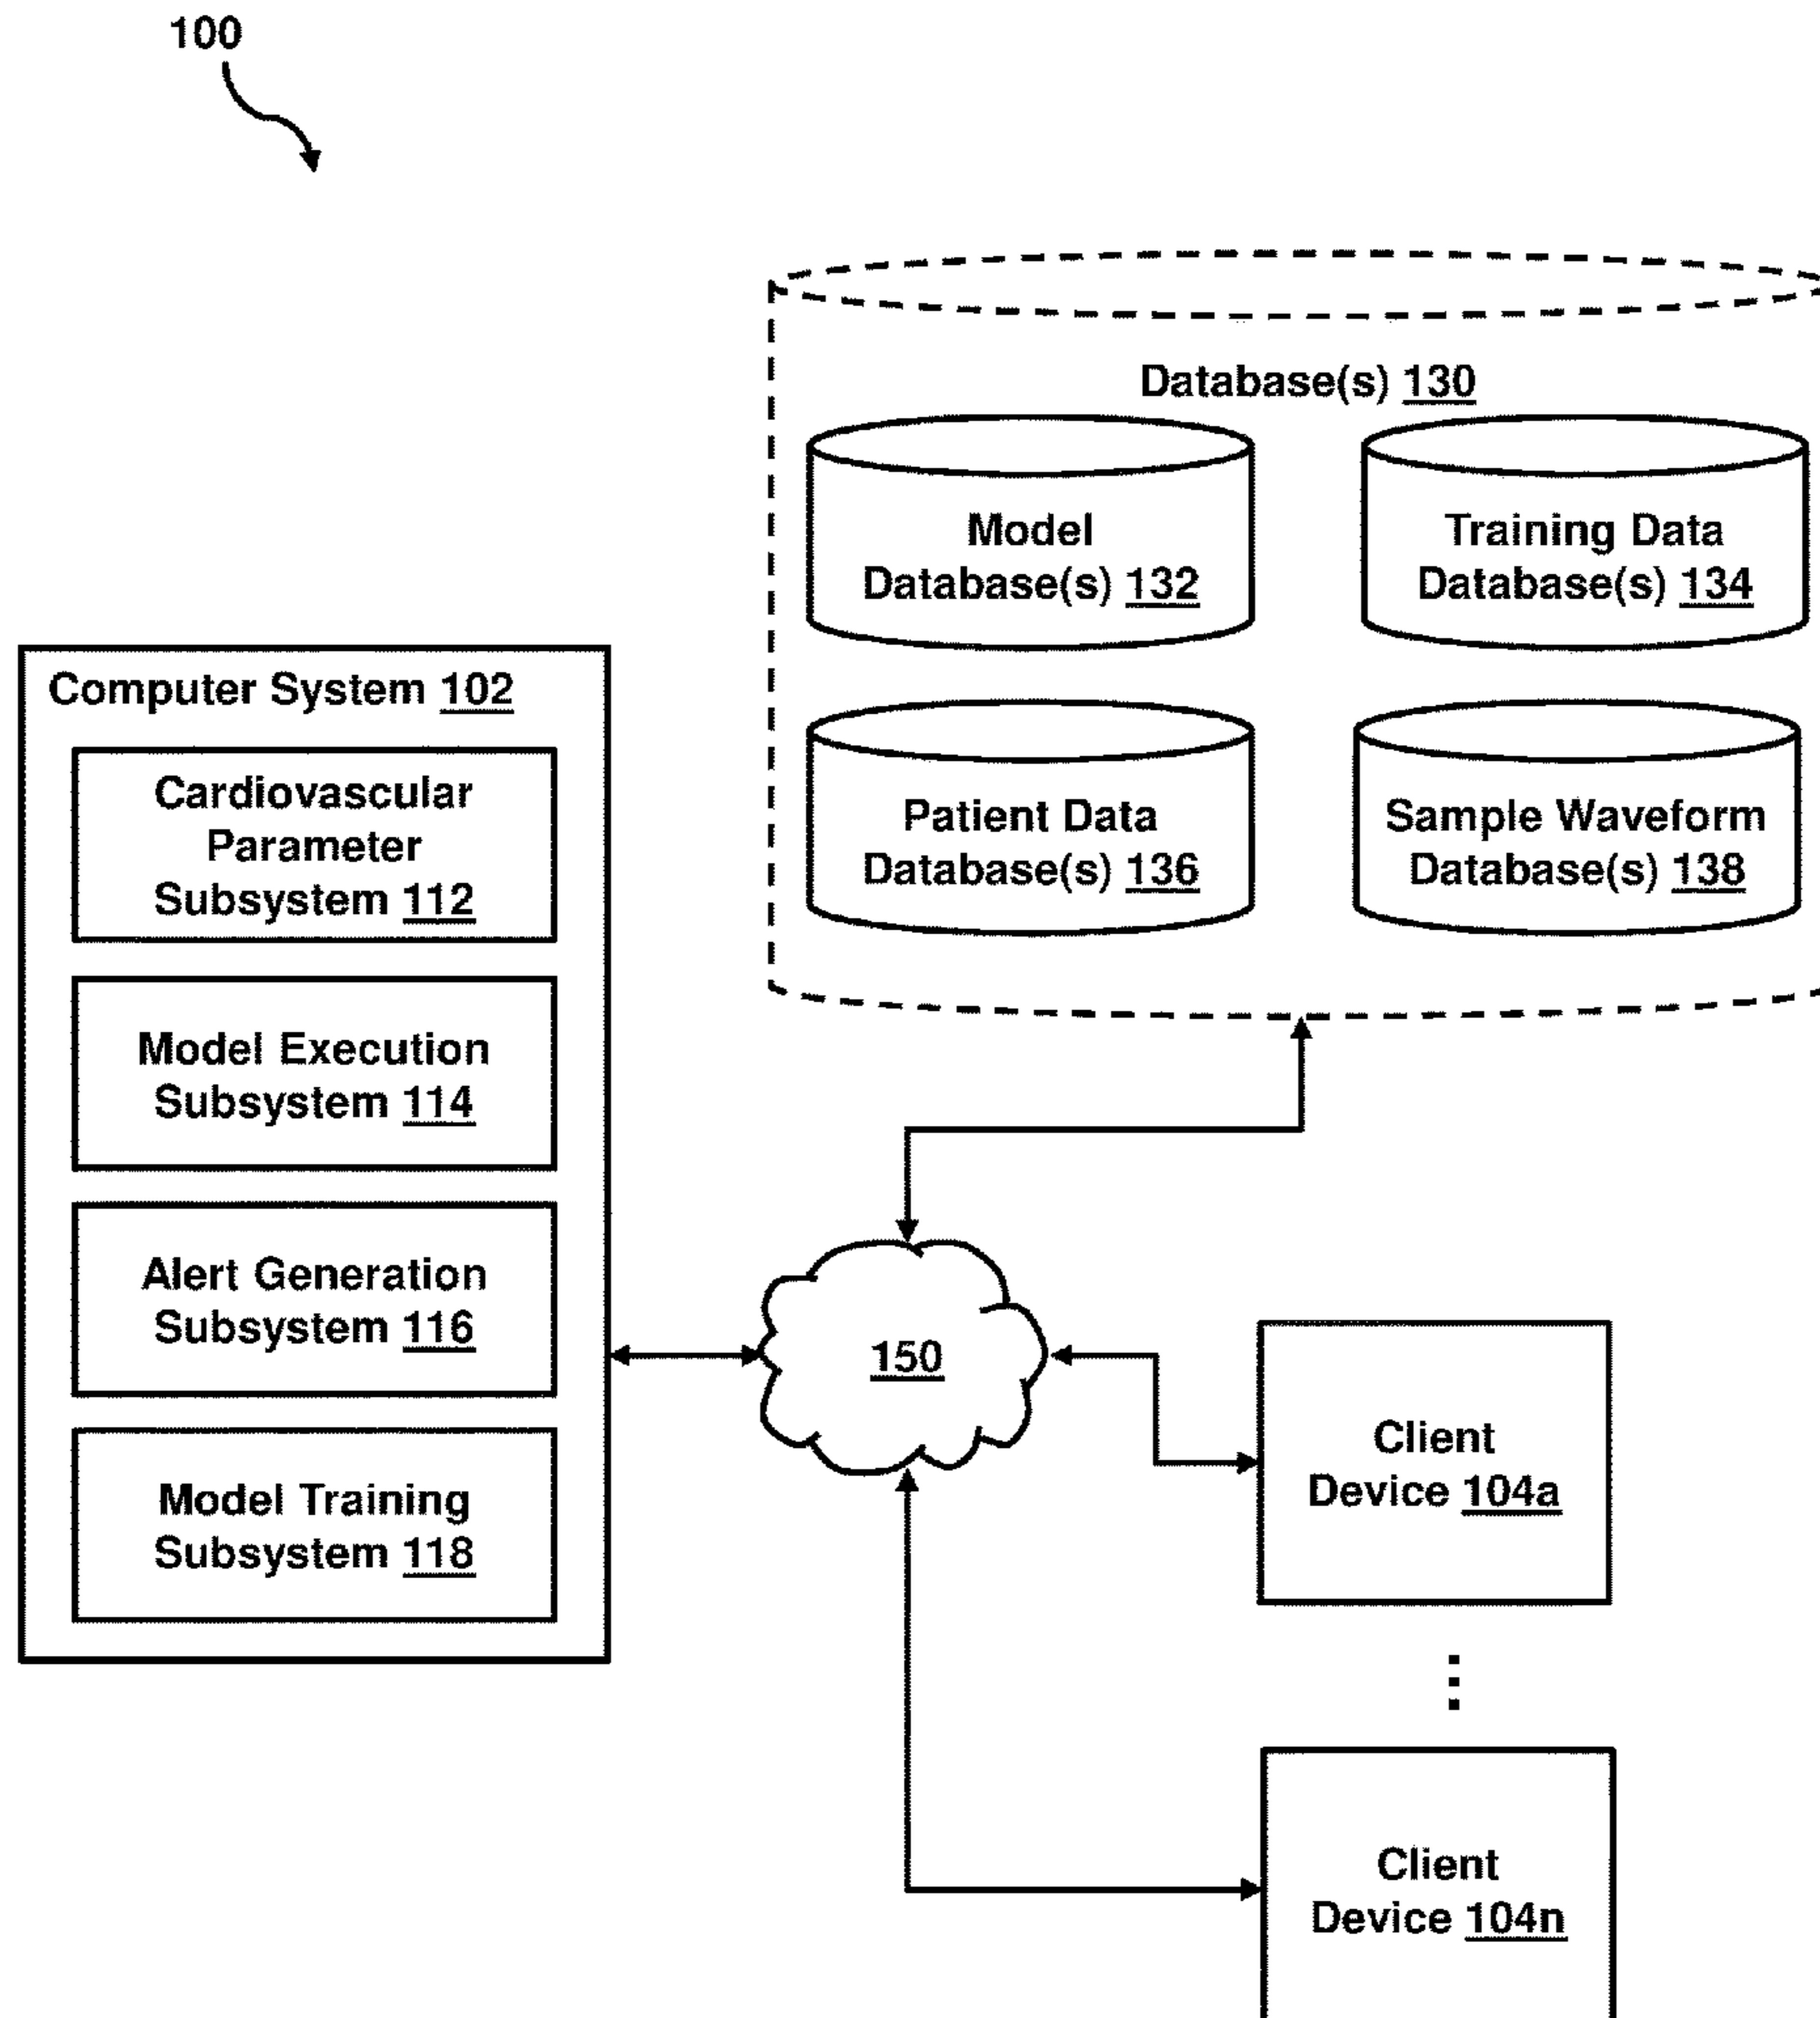 100
Database(s) 130
Model
Database(s) 132
Training Data
Database(s) 134
Patient Data
Database(s) 136
Sample Waveform
Database(s) 138
Computer System 102
Cardiovascular
Parameter
Subsystem 112
Model Execution
Subsystem 114
Alert Generation
Subsystem 116
Model Training
Subsystem 118
150
Client
Device 104a
⋮
Client
Device 104n